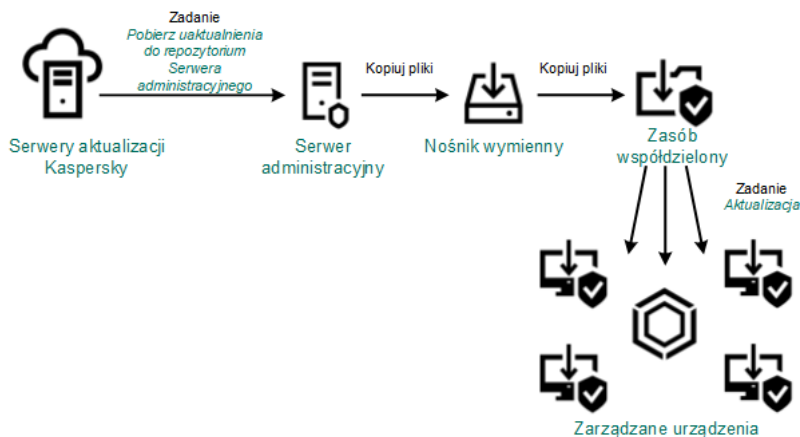 Zadanie
Pobierz uaktualnienia
do repozytorium
Serwera
administracyjnego
Kopiuj pliki
Kopiuj pliki
Serwery aktualizacji
Kaspersky
Serwer
administracyjny
Nośnik wymienny
Zasób
współdzielony
Zadanie
Aktualizacja
Zarządzane urządzenia